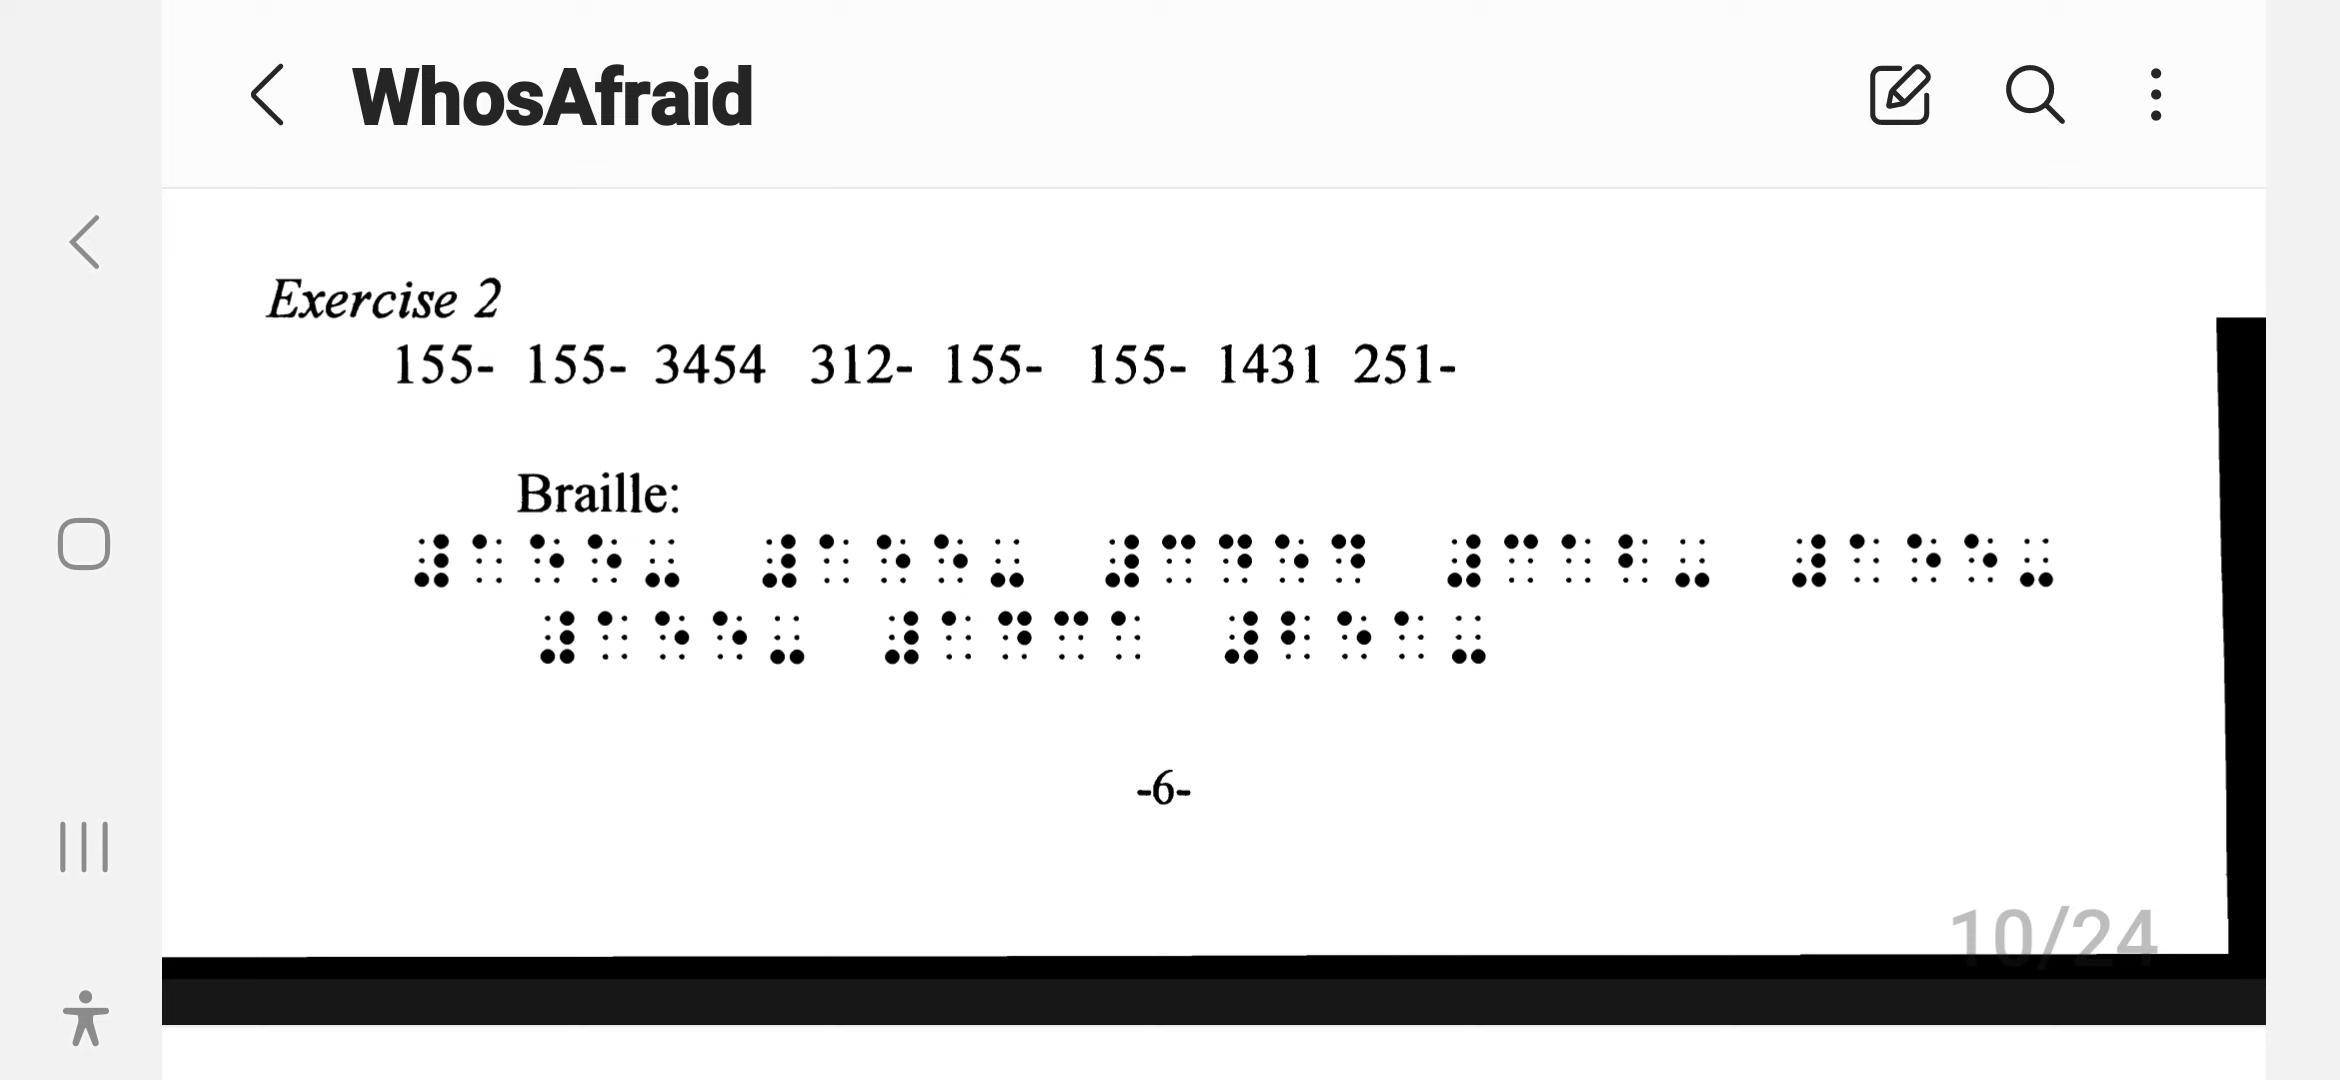 WhosAfraid
Exercise 2
155- 155- 3454 312- 155- 155- 1431 251-
Braille:
⠼⠁⠑⠑⠤ ⠼⠁⠑⠑⠤ ⠼⠉⠙⠑⠙ ⠼⠉⠁⠃⠤ ⠼⠁⠑⠑⠤
⠼⠁⠑⠑⠤ ⠼⠁⠙⠉⠁ ⠼⠃⠑⠁⠤
-6-
10/24